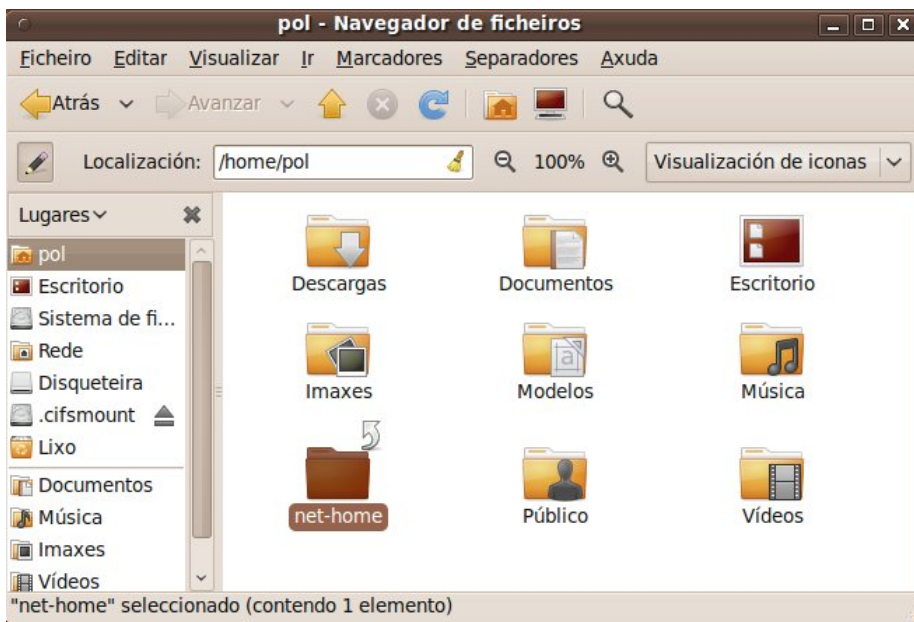 pol - Navegador de ficheiros
Ficheiro Editar Visualizar Ir Marcadores Separadores Axuda
Atrás Avanzar
Localización: /home/pol 100% Visualización de iconas
Lugares
pol
Escritorio
Sistema de fi...
Rede
Disqueteira
.cifsmount
Lixo
Documentos
Música
Imaxes
Vídeos
Descargas Documentos Escritorio
Imaxes Modelos Música
net-home Público Vídeos
"net-home" seleccionado (contendo 1 elemento)